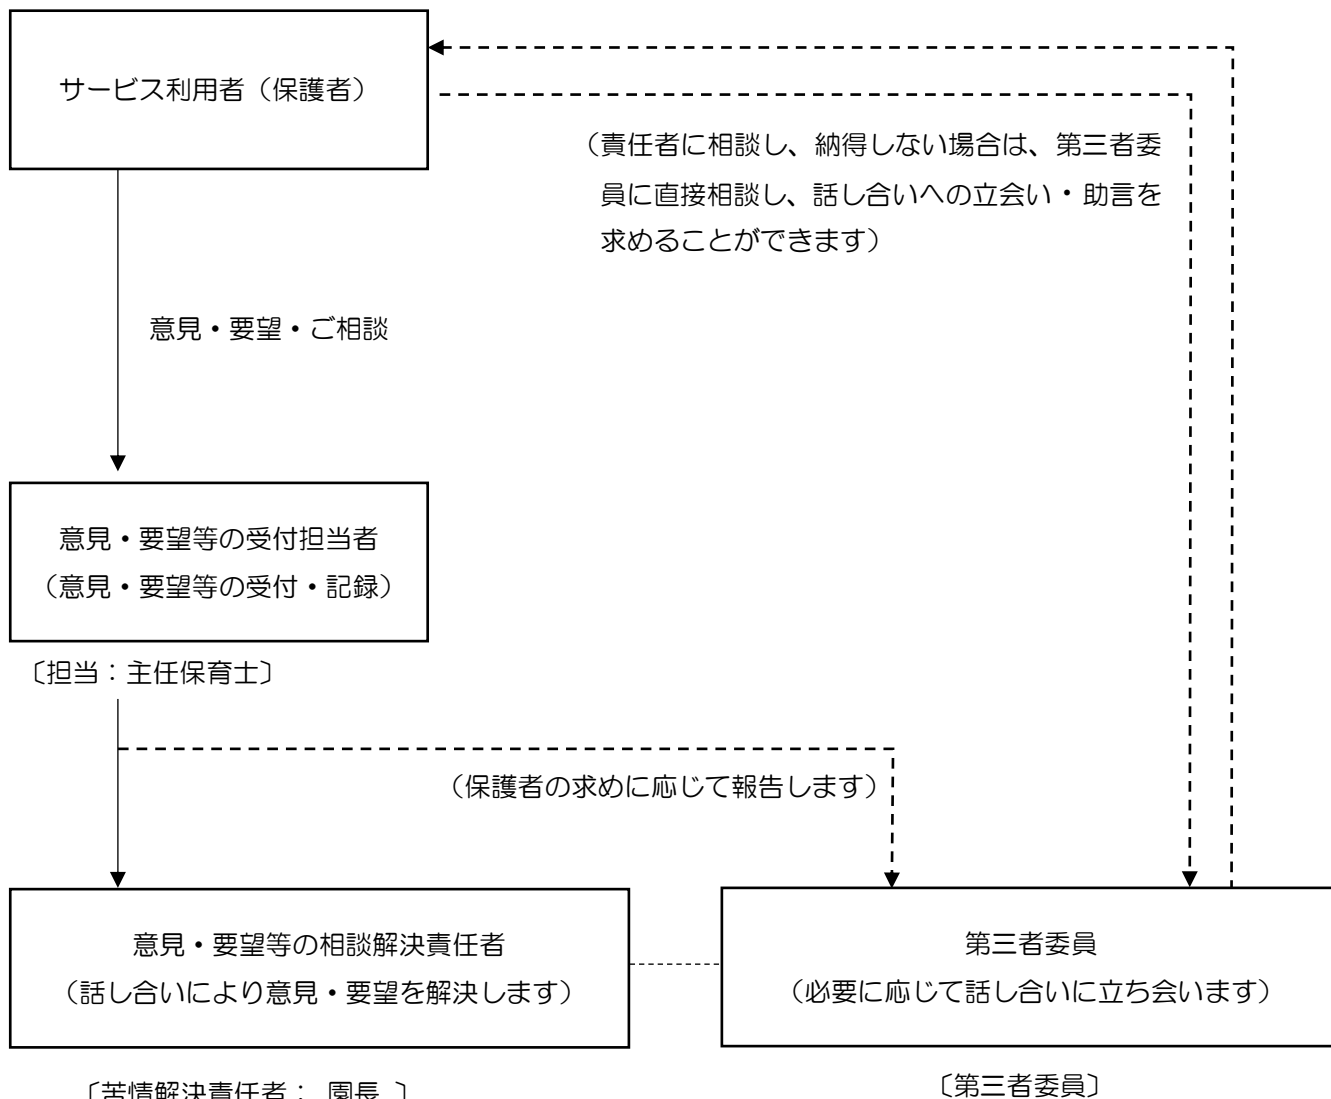 サービス利用者（保護者）
（責任者に相談し、納得しない場合は、第三者委
員に直接相談し、話し合いへの立会い・助言を
求めることができます）
意見・要望・ご相談
意見・要望等の受付担当者
（意見・要望等の受付・記録）
〔担当：主任保育士〕
（保護者の求めに応じて報告します）
意見・要望等の相談解決責任者
（話し合いにより意見・要望を解決します）
第三者委員
（必要に応じて話し合いに立ち会います）
〔苦情解決責任者： 園長 〕
〔第三者委員〕